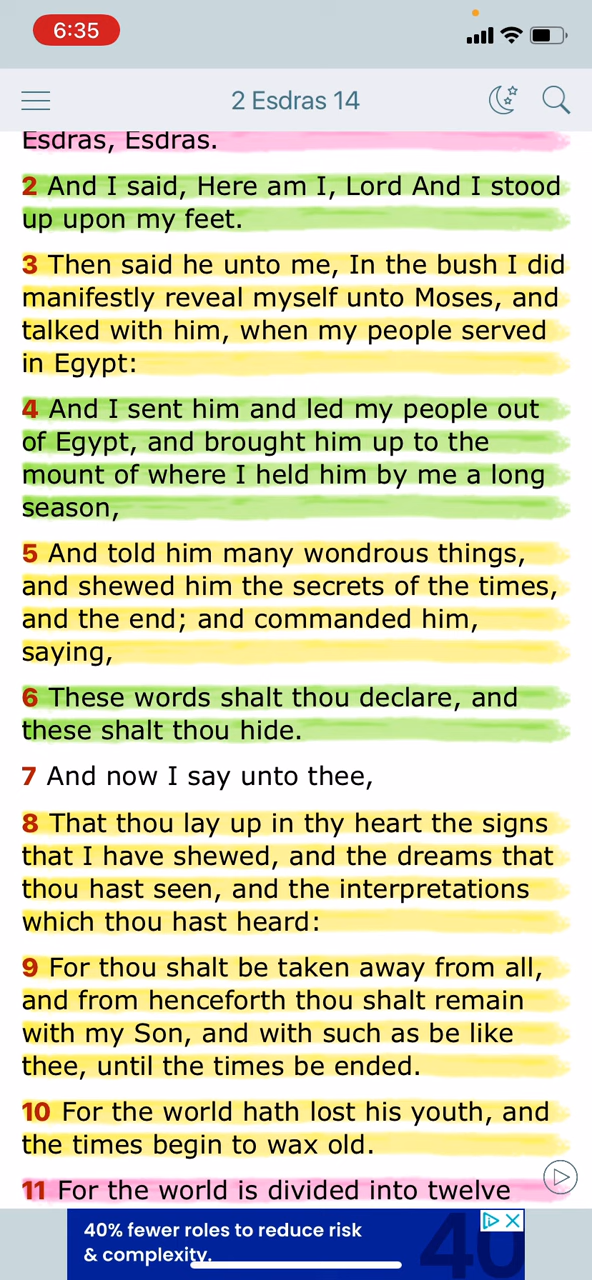 6:35
2 Esdras 14
Esdras, Esdras.
2 And I said, Here am I, Lord And I stood
up upon my feet.
3 Then said he unto me, In the bush I did
manifestly reveal myself unto Moses, and
talked with him, when my people served
in Egypt:
4 And I sent him and led my people out
of Egypt, and brought him up to the
mount of where I held him by me a long
season,
5 And told him many wondrous things,
and shewed him the secrets of the times,
and the end; and commanded him,
saying,
6 These words shalt thou declare, and
these shalt thou hide.
7 And now I say unto thee,
8 That thou lay up in thy heart the signs
that I have shewed, and the dreams that
thou hast seen, and the interpretations
which thou hast heard:
9 For thou shalt be taken away from all,
and from henceforth thou shalt remain
with my Son, and with such as be like
thee, until the times be ended.
10 For the world hath lost his youth, and
the times begin to wax old.
11 For the world is divided into twelve
40% fewer roles to reduce risk
& complexity.
40